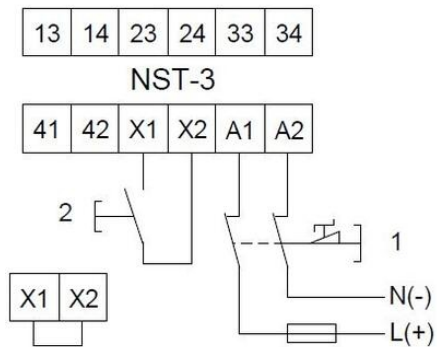 13 14 23 24 33 34
NST-3
41 42 X1 X2 A1 A2
2
1
X1 X2
N(-)
L(+)